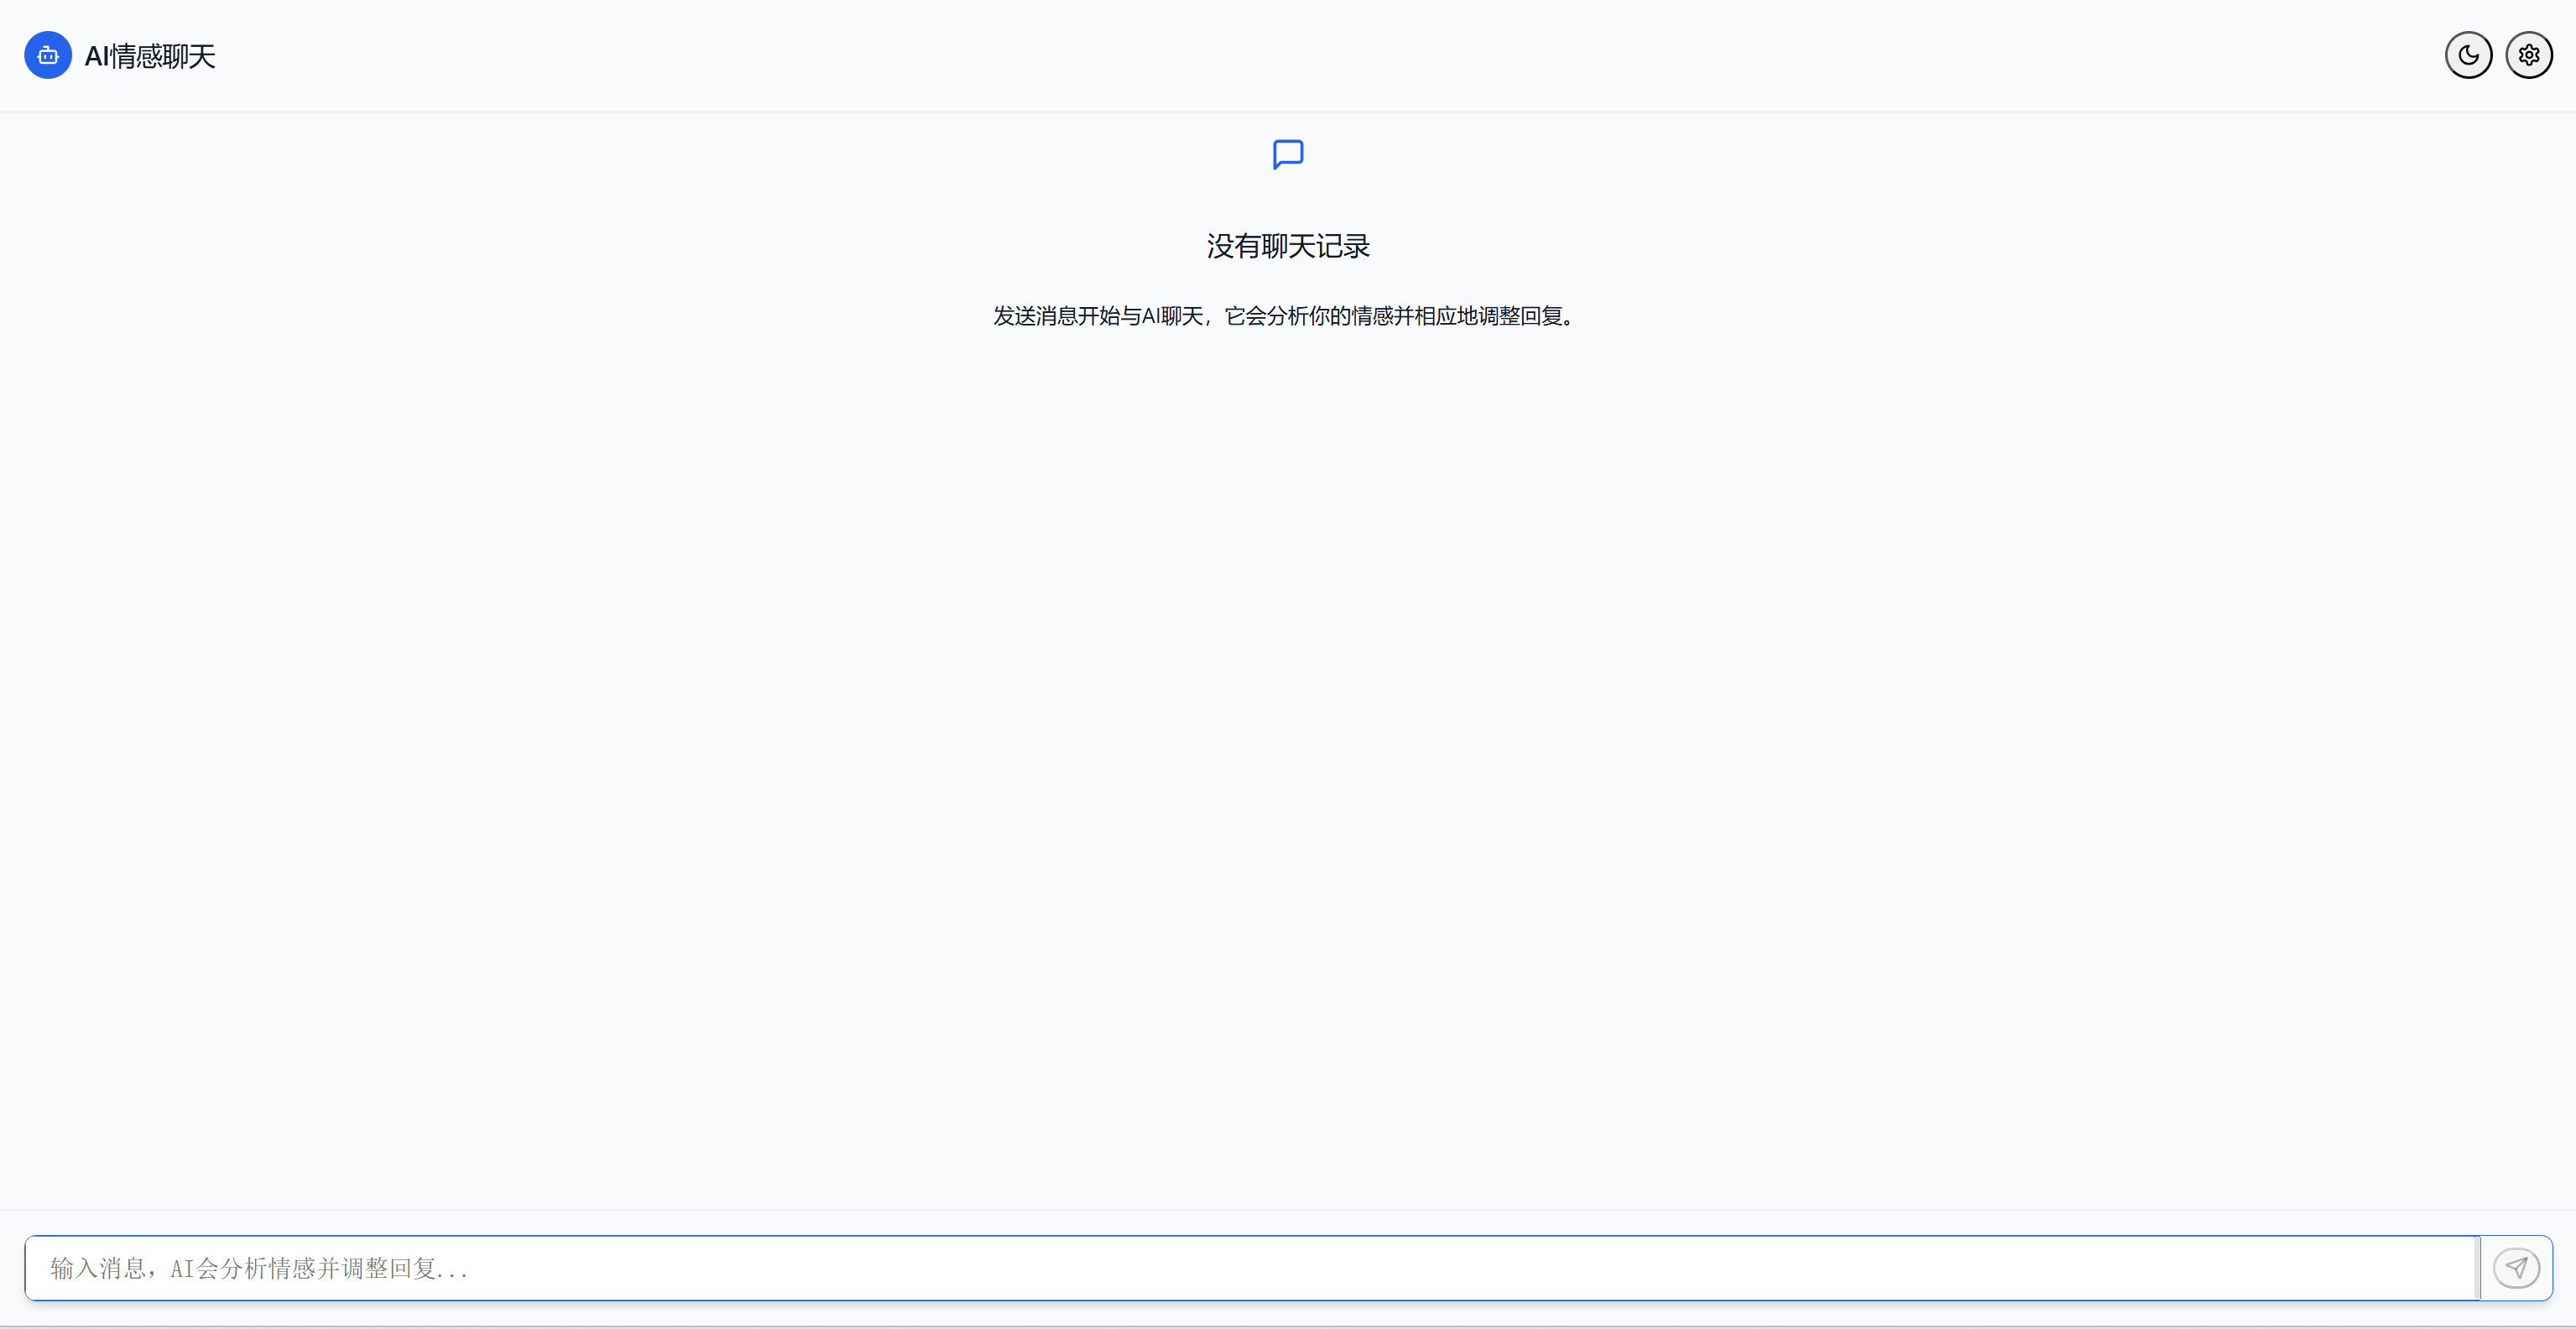 AI情感聊天
没有聊天记录
发送消息开始与AI聊天，它会分析你的情感并相应地调整回复。
输入消息，AI会分析情感并调整回复...